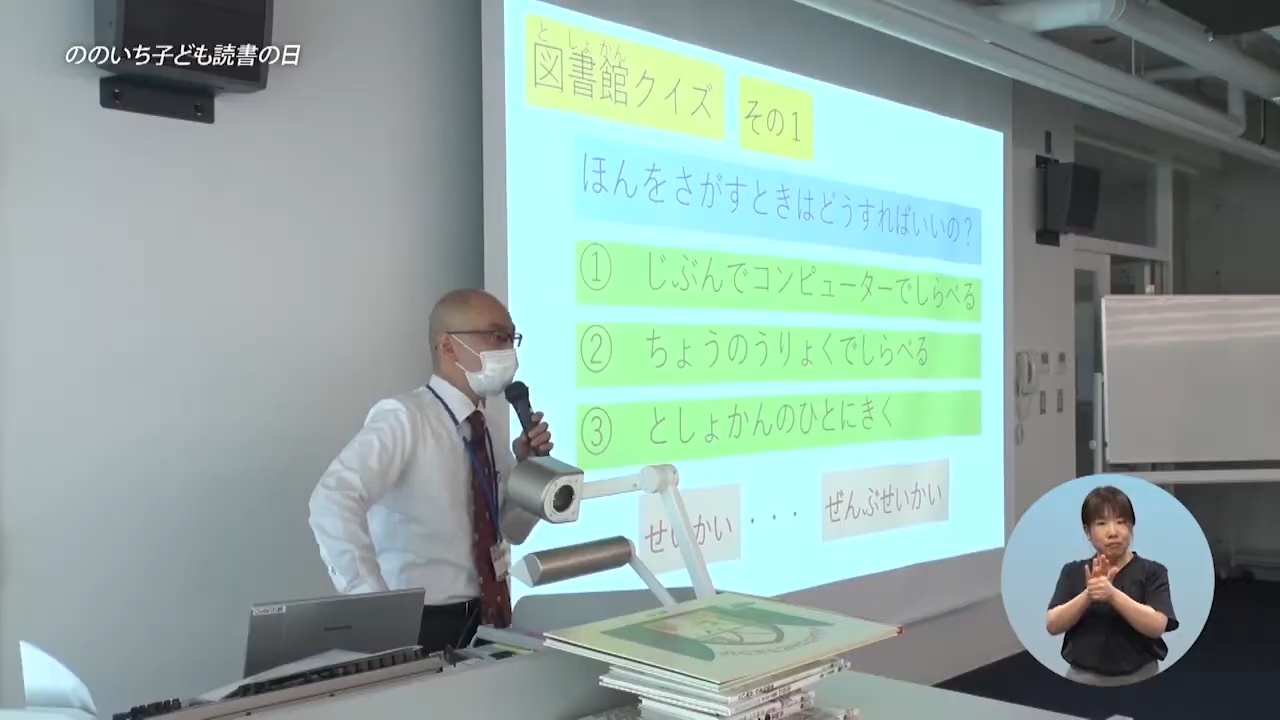 ののいち子ども読書の日
としょかん
図書館クイズ その1
ほんをさがすときはどうすればいいの？
① じぶんでコンピューターでしらべる
② ちょうのうりょくでしらべる
③ としょかんのひとにきく
せいかい ・・・ ぜんぶせいかい